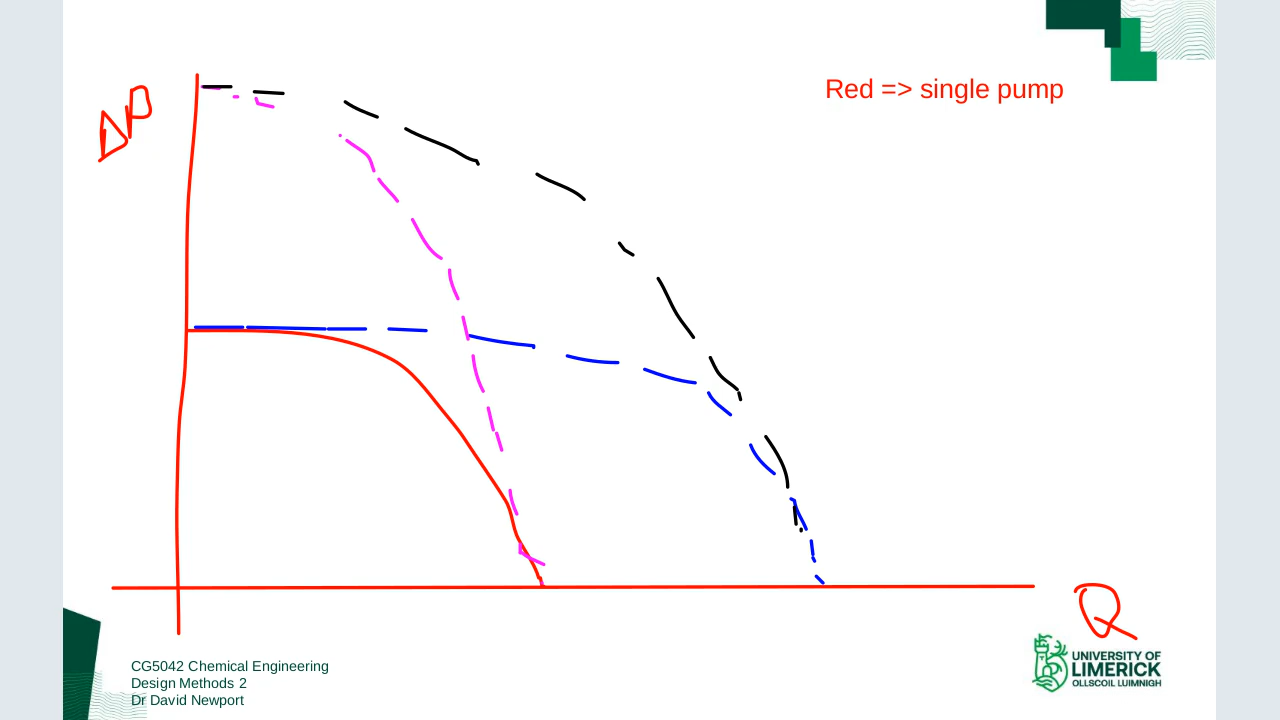 Red => single pump
ΔP
Q
CG5042 Chemical Engineering
Design Methods 2
Dr David Newport
UNIVERSITY OF
LIMERICK
OLLSCOIL LUIMNIGH